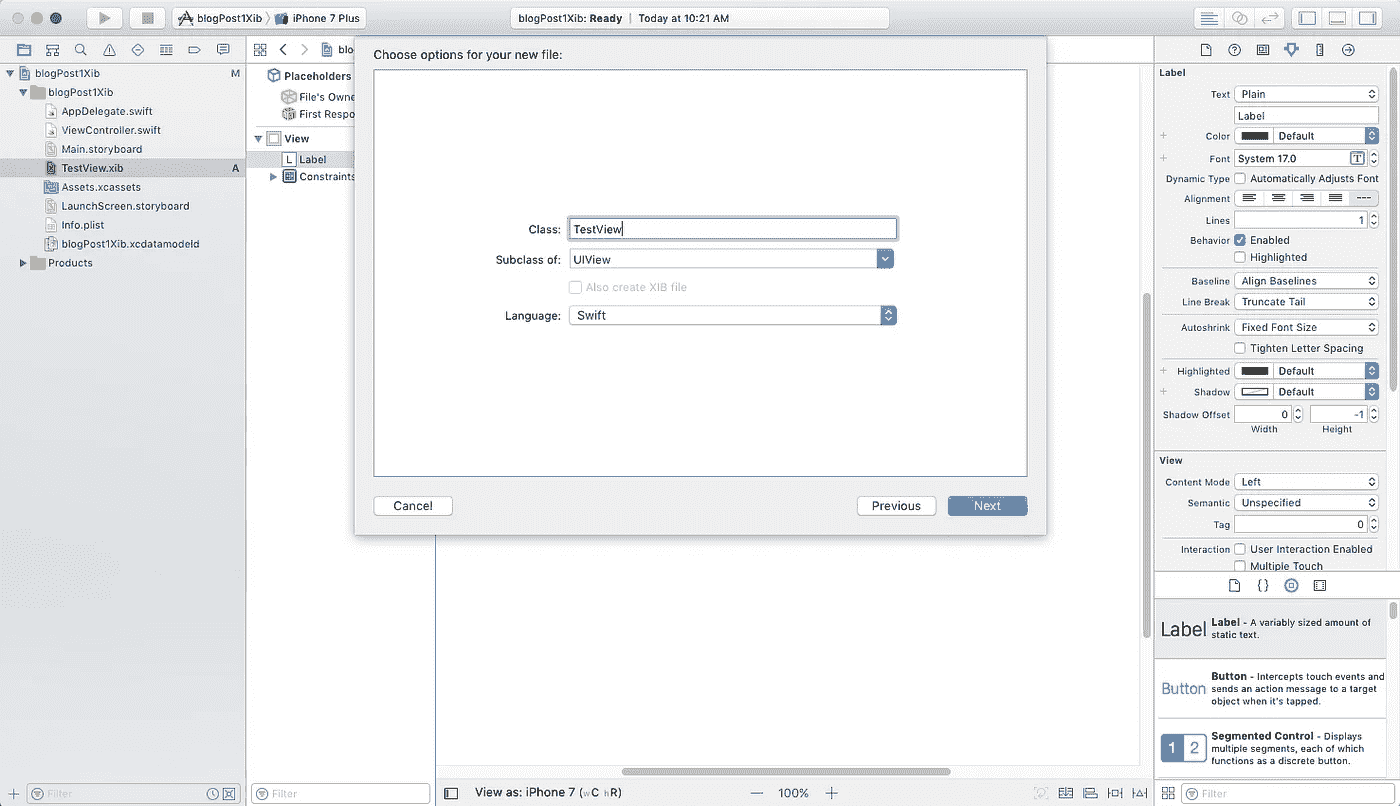 blogPost1Xib
iPhone 7 Plus
blogPost1Xib: Ready | Today at 10:21 AM
blogPost1Xib
M
blogPost1Xib
AppDelegate.swift
ViewController.swift
Main.storyboard
TestView.xib
A
Assets.xcassets
LaunchScreen.storyboard
Info.plist
blogPost1Xib.xcdatamodeld
Products
Filter
blo
Placeholders
File's Owne
First Respo
View
L Label
Constraints
Filter
Choose options for your new file:
Class: TestView
Subclass of: UIView
Also create XIB file
Language: Swift
Cancel
Previous
Next
View as: iPhone 7 (wC hR)
100%
Label
Text Plain
Label
Color Default
Font System 17.0 T
Dynamic Type Automatically Adjusts Font
Alignment
Lines 1
Behavior Enabled
Highlighted
Baseline Align Baselines
Line Break Truncate Tail
Autoshrink Fixed Font Size
Tighten Letter Spacing
Highlighted Default
Shadow Default
Shadow Offset 0 -1
Width Height
View
Content Mode Left
Semantic Unspecified
Tag 0
Interaction User Interaction Enabled
Multiple Touch
{}
Label
Label - A variably sized amount of
static text.
Button
Button - Intercepts touch events and
sends an action message to a target
object when it's tapped.
1 2
Segmented Control - Displays
multiple segments, each of which
functions as a discrete button.
Filter